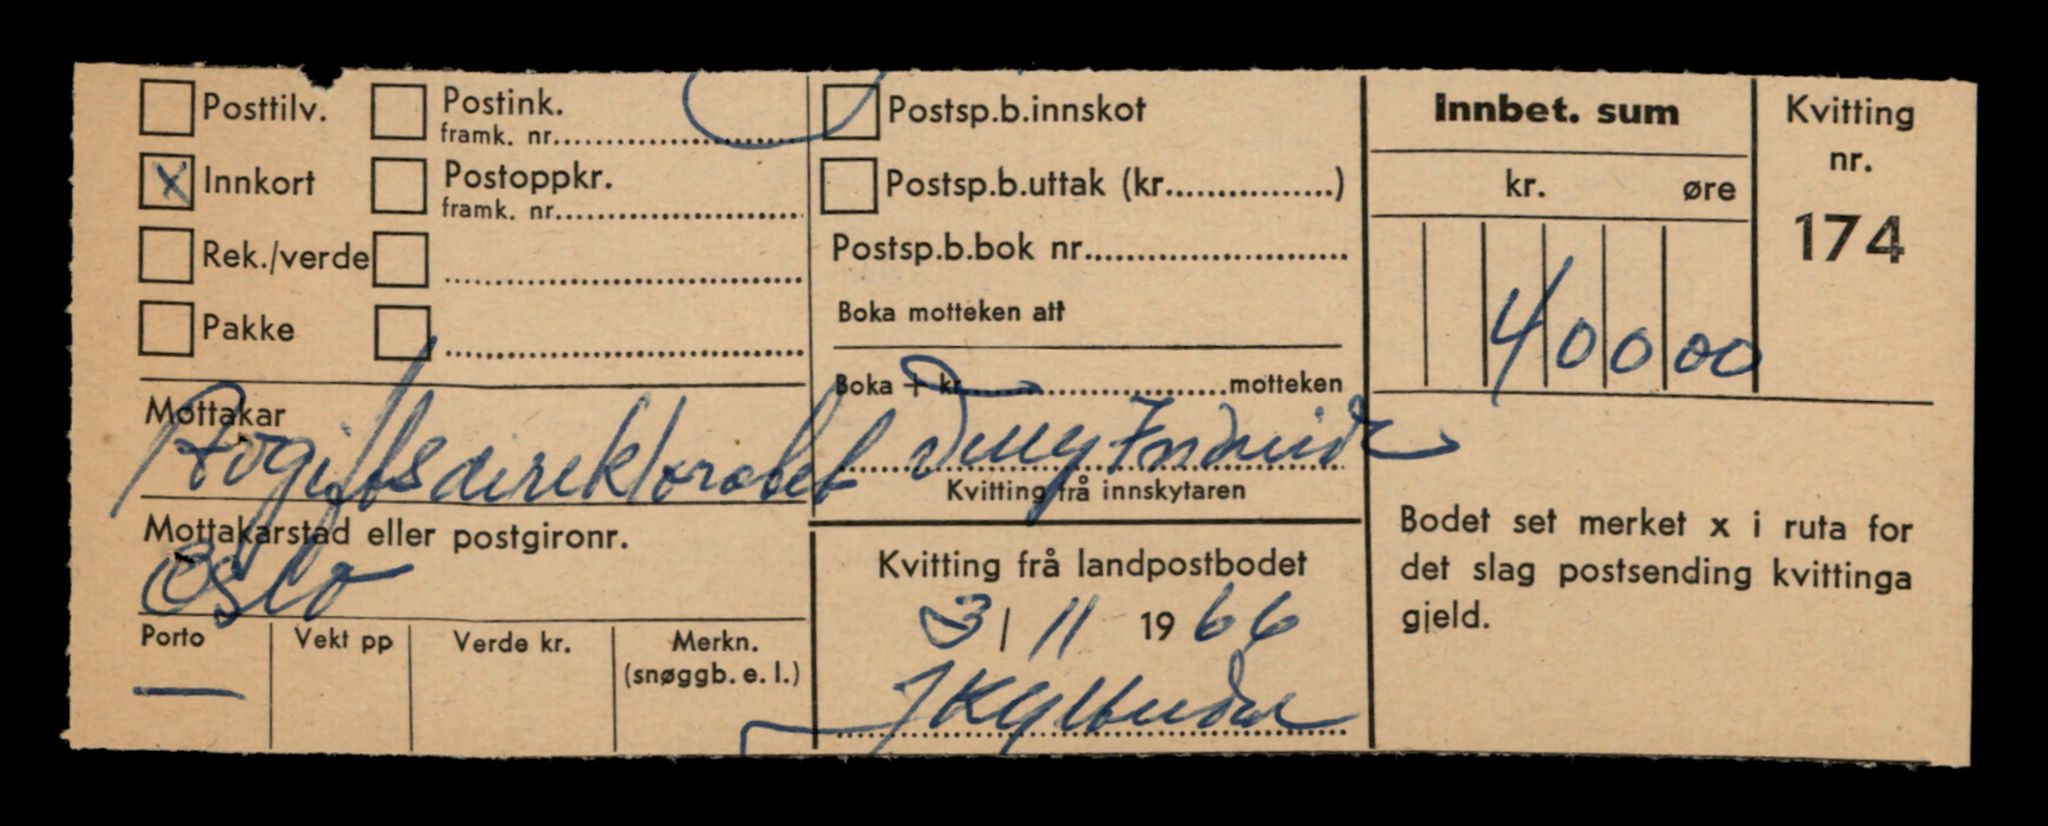 Posttilv.
Postink.
framk. nr.
X Innkort
Postoppkr.
framk. nr.
Rek./verde
Pakke
Mottakar
Avgiftsdirektoratet
Mottakarstad eller postgironr.
Oslo
Porto
Vekt pp
Verde kr.
Merkn.
(snøggb. e. l.)
—
Postsp.b.innskot
Postsp.b.uttak (kr................)
Postsp.b.bok nr.
Boka motteken att
Boka + kr. motteken
Kvitting frå innskytaren
Kvitting frå landpostbodet
3/11 1966
Innbet. sum
kr. øre
400 00
Kvitting
nr.
174
Bodet set merket x i ruta for
det slag postsending kvittinga
gjeld.